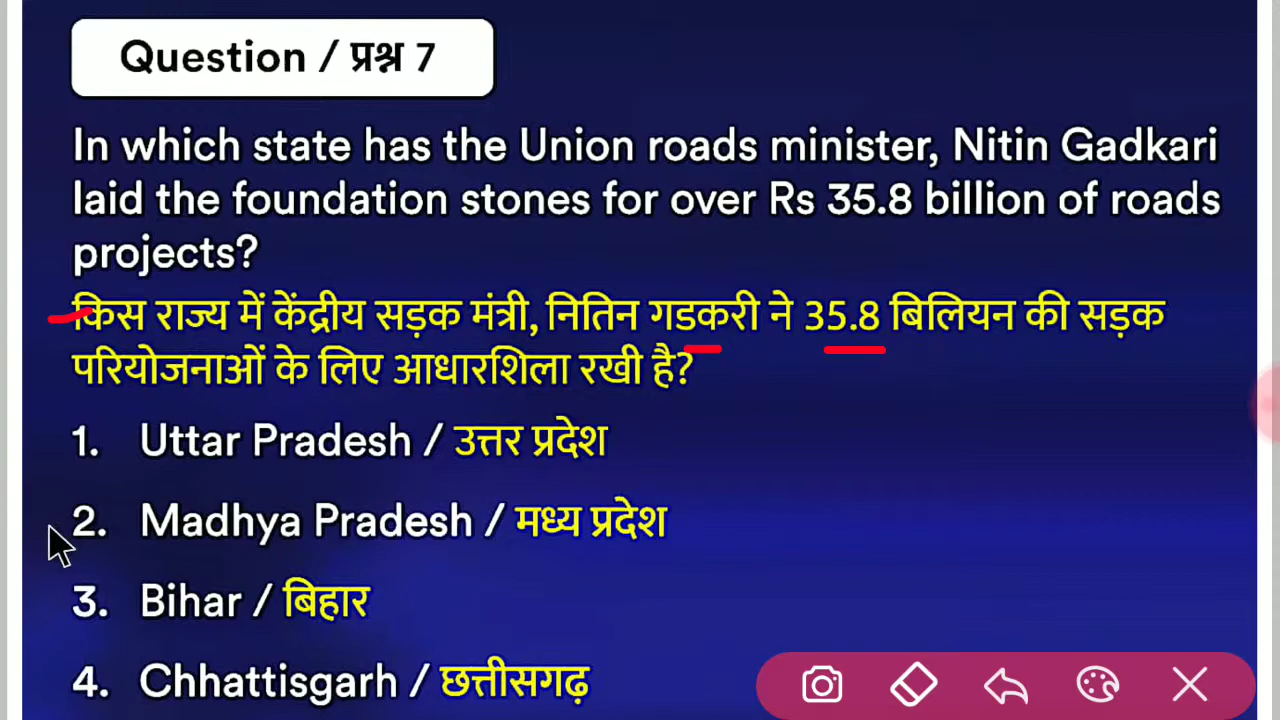 Question / प्रश्न 7
In which state has the Union roads minister, Nitin Gadkari
laid the foundation stones for over Rs 35.8 billion of roads
projects?
किस राज्य में केंद्रीय सड़क मंत्री, नितिन गडकरी ने 35.8 बिलियन की सड़क
परियोजनाओं के लिए आधारशिला रखी है?
1. Uttar Pradesh / उत्तर प्रदेश
2. Madhya Pradesh / मध्य प्रदेश
3. Bihar / बिहार
4. Chhattisgarh / छत्तीसगढ़